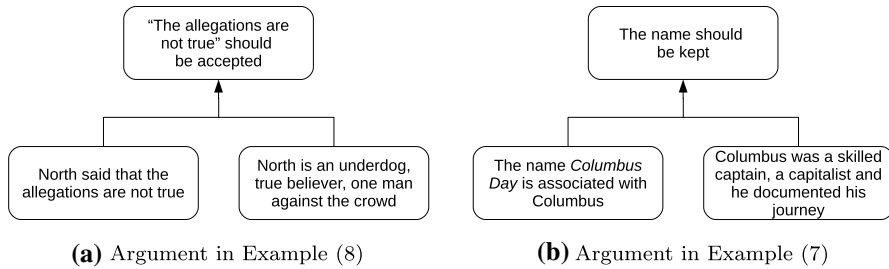 “The allegations are
not true” should
be accepted
The name should
be kept
North said that the
allegations are not true
North is an underdog,
true believer, one man
against the crowd
The name Columbus
Day is associated with
Columbus
Columbus was a skilled
captain, a capitalist and
he documented his
journey
(a) Argument in Example (8)
(b) Argument in Example (7)